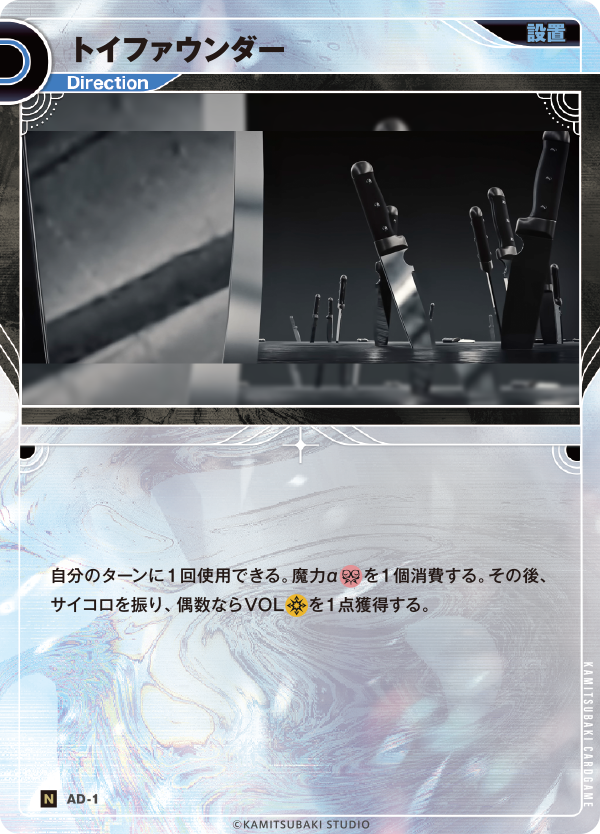 トイファウンダー
設置
Direction
自分のターンに1回使用できる。魔力αを1個消費する。その後、
サイコロを振り、偶数ならVOLを1点獲得する。
KAMITSUBAKI CARDGAME
N AD-1
©KAMITSUBAKI STUDIO